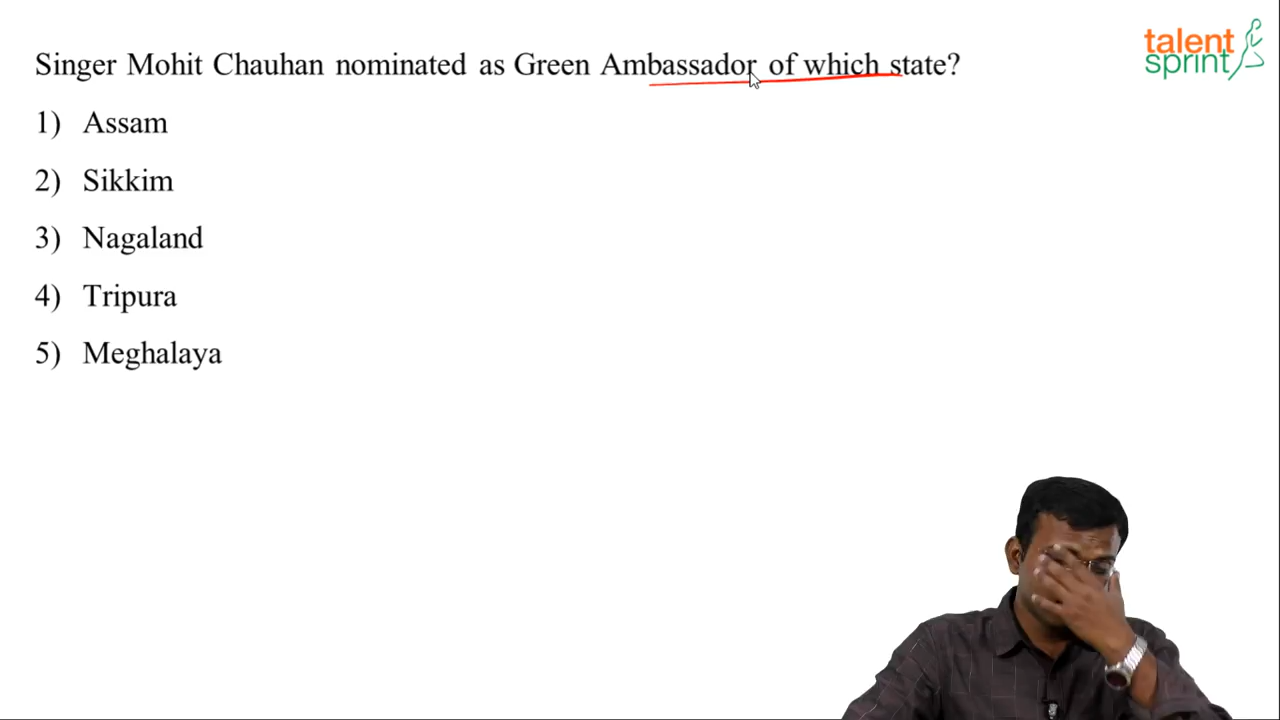 talent
sprint
Singer Mohit Chauhan nominated as Green Ambassador of which state?
1) Assam
2) Sikkim
3) Nagaland
4) Tripura
5) Meghalaya